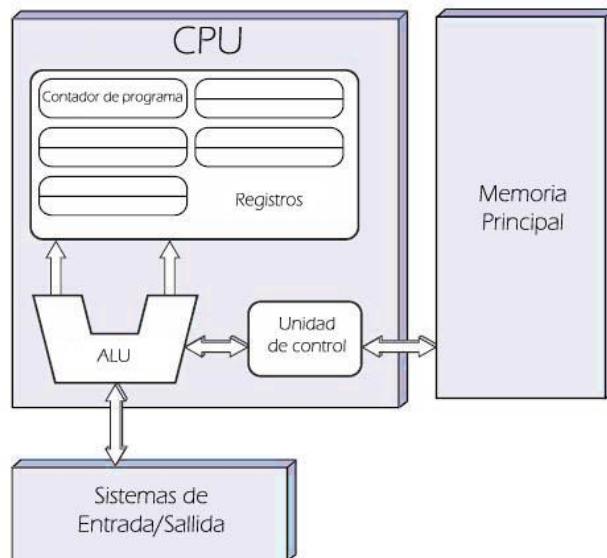 CPU
Contador de programa
Registros
Memoria
Principal
ALU
Unidad
de control
Sistemas de
Entrada/Sallida